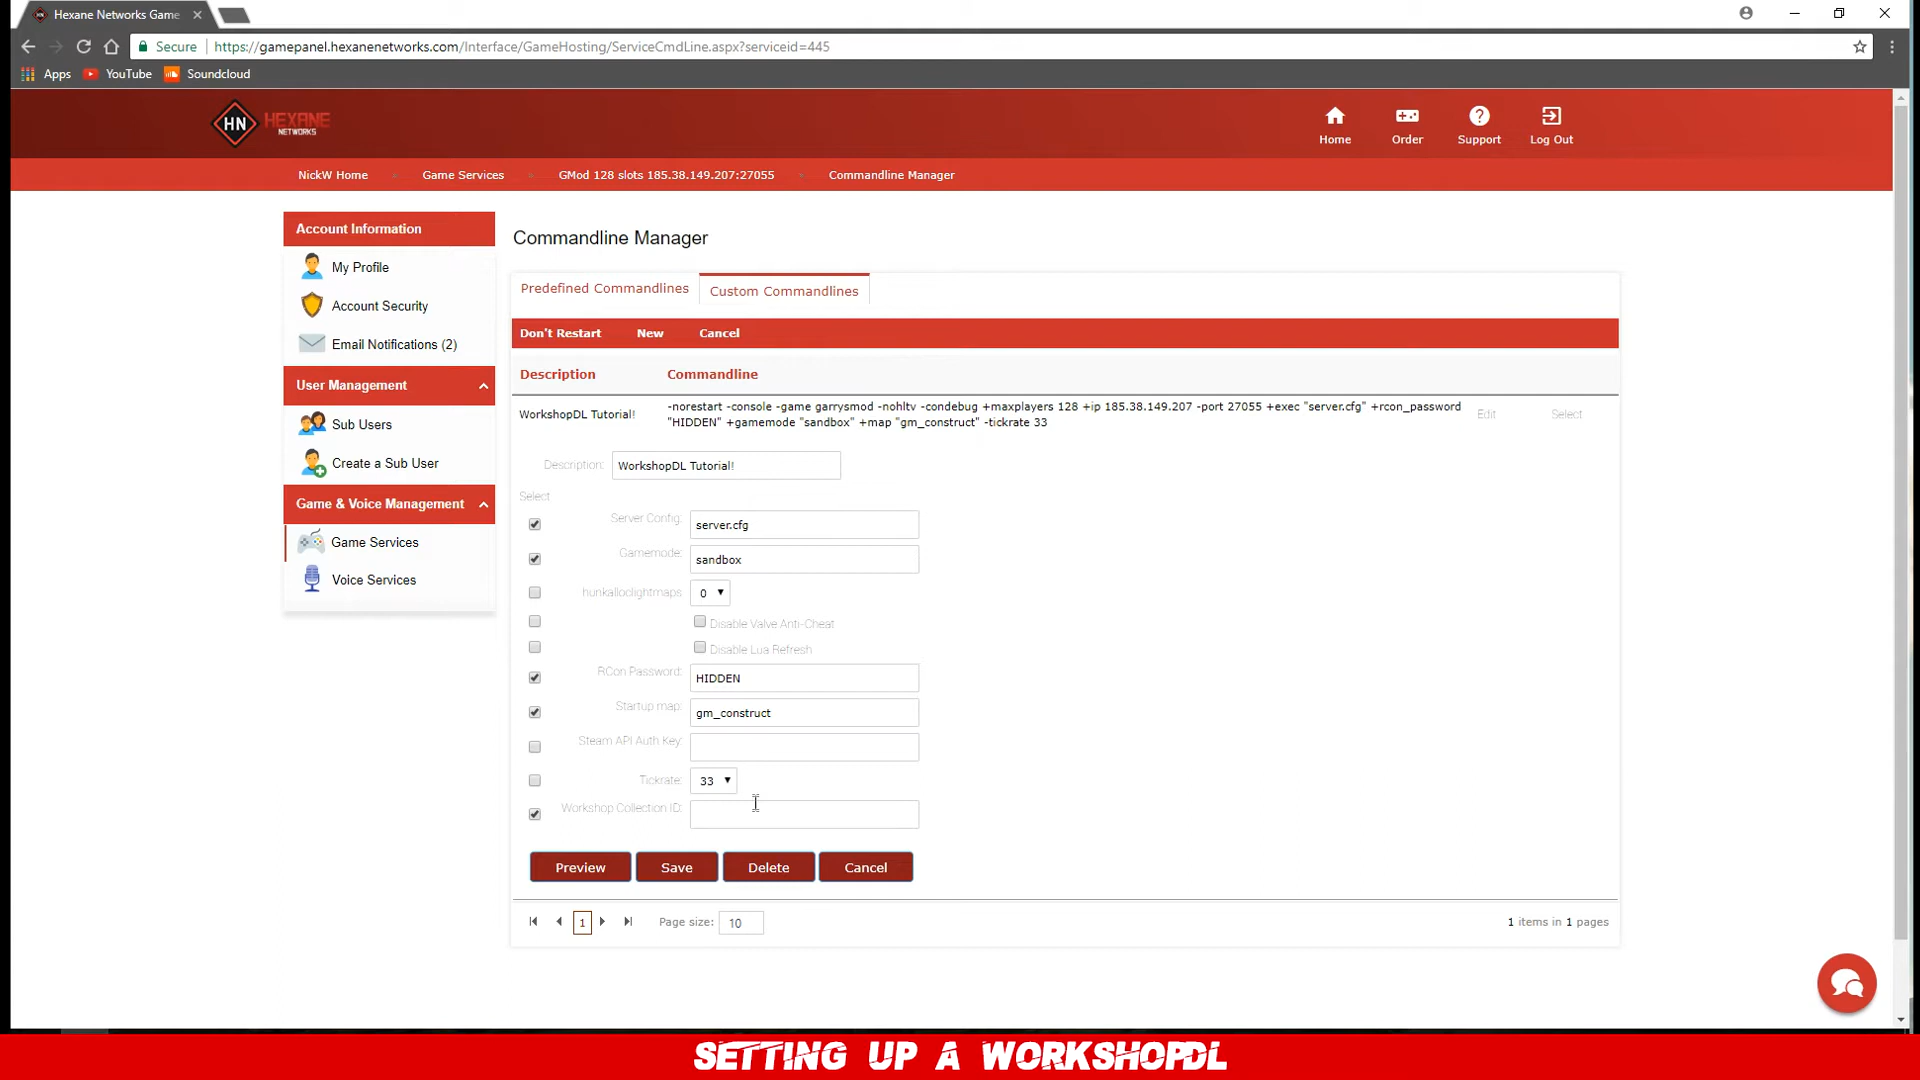 Hexane Networks Game
Secure
https://gamepanel.hexanenetworks.com/Interface/GameHosting/ServiceCmdLine.aspx?serviceid=445
Apps YouTube Soundcloud
HN HEXANE
NETWORKS
Home Order Support Log Out
NickW Home Game Services GMod 128 slots 185.38.149.207:27055 Commandline Manager
Account Information
My Profile
Account Security
Email Notifications (2)
User Management
Sub Users
Create a Sub User
Game & Voice Management
Game Services
Voice Services
Commandline Manager
Predefined Commandlines Custom Commandlines
Don't Restart New Cancel
Description Commandline
WorkshopDL Tutorial!
-norestart -console -game garrysmod -nohltv -condebug +maxplayers 128 +ip 185.38.149.207 -port 27055 +exec "server.cfg" +rcon_password
"HIDDEN" +gamemode "sandbox" +map "gm_construct" -tickrate 33
Edit Select
Description: WorkshopDL Tutorial!
Select
Server Config: server.cfg
Gamemode: sandbox
hunkalloclightmaps 0
Disable Valve Anti-Cheat
Disable Lua Refresh
RCon Password: HIDDEN
Startup map: gm_construct
Steam API Auth Key:
Tickrate: 33
Workshop Collection ID:
Preview Save Delete Cancel
1 Page size: 10 1 items in 1 pages
SETTING UP A WORKSHOPDL